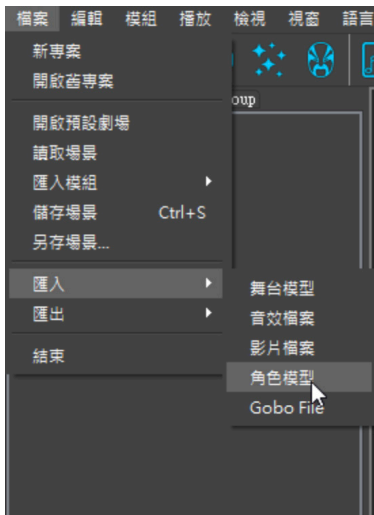 檔案 編輯 模組 播放 檢視 視窗 語言
新專案
開啟舊專案
oup
開啟預設劇場
讀取場景
匯入模組
儲存場景 Ctrl+S
另存場景...
匯入
舞台模型
匯出
音效檔案
影片檔案
結束
角色模型
Gobo File